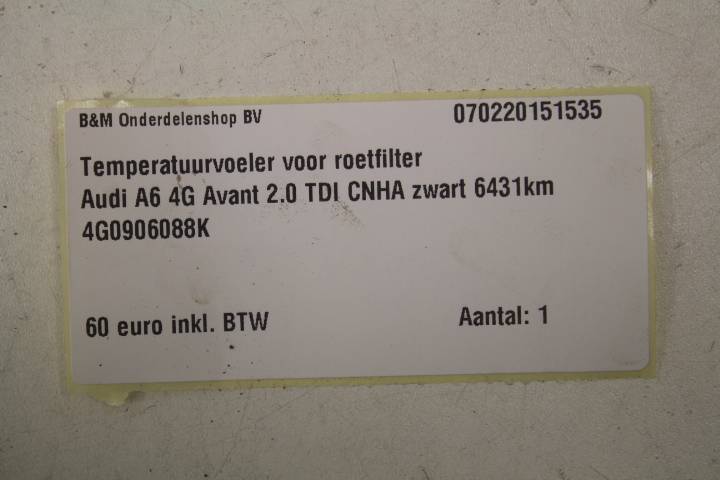 B&M Onderdelenshop BV 070220151535
Temperatuurvoeler voor roetfilter
Audi A6 4G Avant 2.0 TDI CNHA zwart 6431km
4G0906088K
60 euro inkl. BTW Aantal: 1